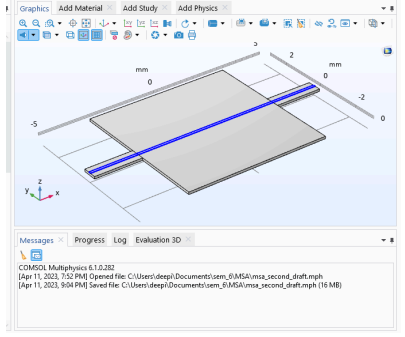 Graphics
Add Material
Add Study
Add Physics
5
2
mm
mm
0
0
-2
-5
0
z
y
x
Messages
Progress
Log
Evaluation 3D
COMSOL Multiphysics 6.1.0.282
[Apr 11, 2023, 7:52 PM] Opened file: C:\Users\deepi\Documents\sem_6\MSA\msa_second_draft.mph
[Apr 11, 2023, 9:04 PM] Saved file: C:\Users\deepi\Documents\sem_6\MSA\msa_second_draft.mph (16 MB)